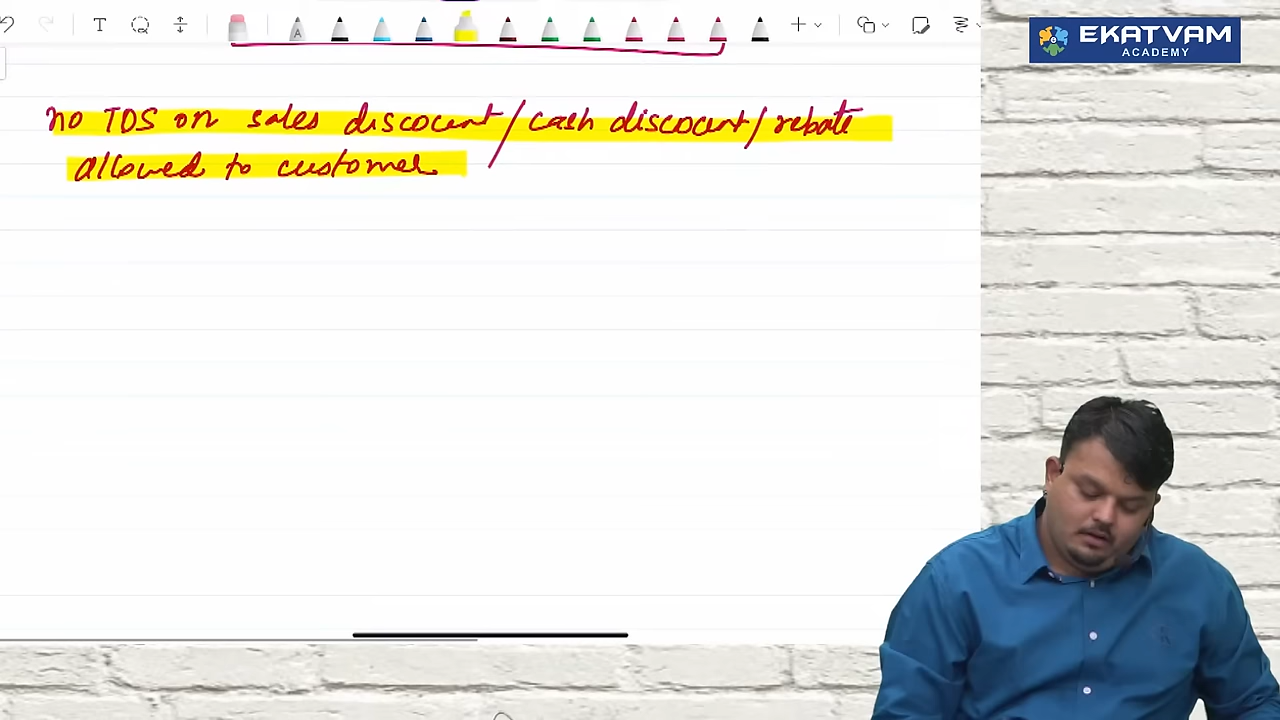 EKATVAM
ACADEMY
no TDS on sales discount/cash discount/rebate
allowed to customer